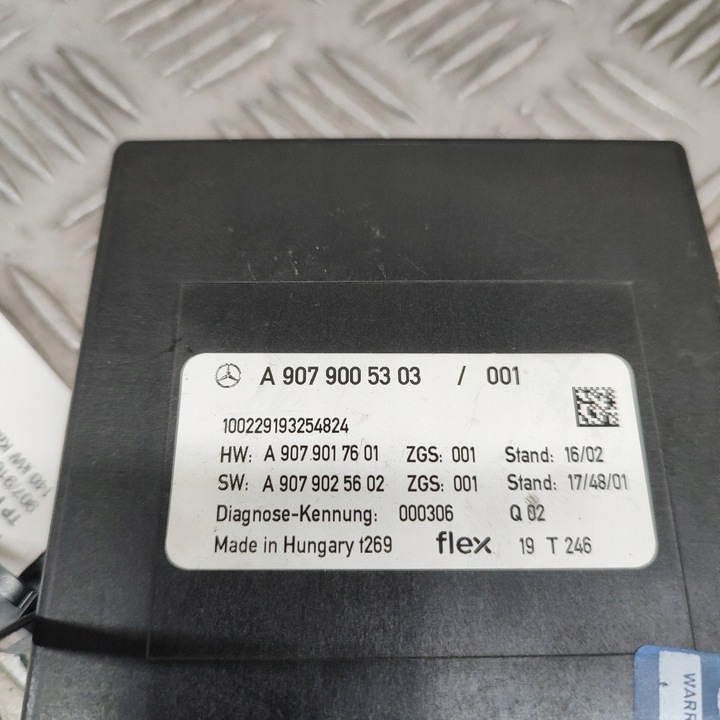 A 907 900 53 03 / 001
100229193254824
HW: A 907 901 76 01 ZGS: 001 Stand: 16/02
SW: A 907 902 56 02 ZGS: 001 Stand: 17/48/01
Diagnose-Kennung: 000306 Q 02
Made in Hungary t269 flex 19 T 246